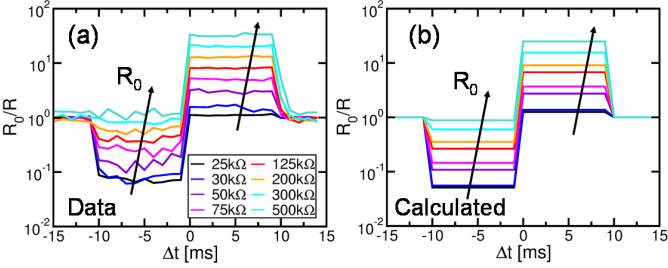 (a)
R₀/R
10²
10¹
10⁰
10⁻¹
10⁻²
R₀
25kΩ 125kΩ
30kΩ 200kΩ
50kΩ 300kΩ
75kΩ 500kΩ
Data
-15 -10 -5 0 5 10 15
Δt [ms]
(b)
R₀/R
10²
10¹
10⁰
10⁻¹
10⁻²
R₀
Calculated
-15 -10 -5 0 5 10 15
Δt [ms]